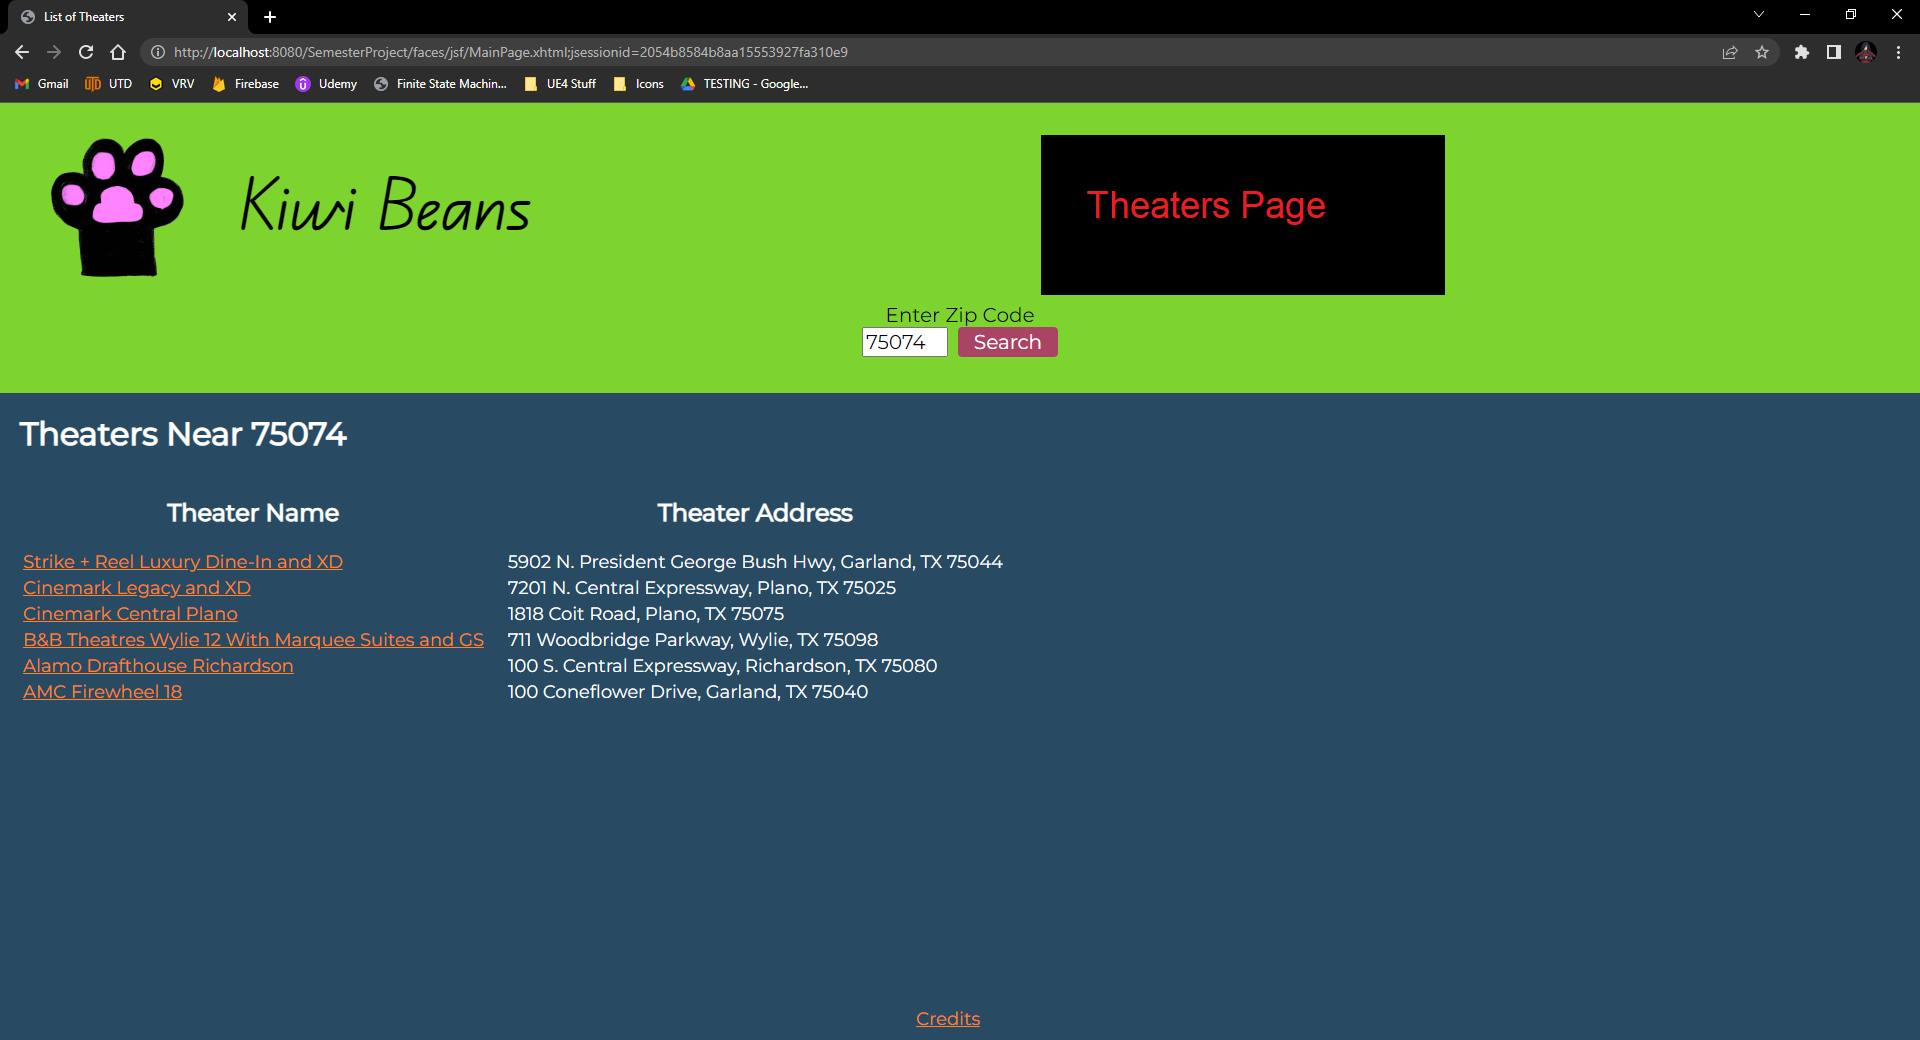 List of Theaters
http://localhost:8080/SemesterProject/faces/jsf/MainPage.xhtml;jsessionid=2054b8584b8aa15553927fa310e9
Gmail UTD VRV Firebase Udemy Finite State Machin... UE4 Stuff Icons TESTING - Google...
Kiwi Beans
Theaters Page
Enter Zip Code
75074 Search
Theaters Near 75074
Theater Name Theater Address
Strike + Reel Luxury Dine-In and XD 5902 N. President George Bush Hwy, Garland, TX 75044
Cinemark Legacy and XD 7201 N. Central Expressway, Plano, TX 75025
Cinemark Central Plano 1818 Coit Road, Plano, TX 75075
B&B Theatres Wylie 12 With Marquee Suites and GS 711 Woodbridge Parkway, Wylie, TX 75098
Alamo Drafthouse Richardson 100 S. Central Expressway, Richardson, TX 75080
AMC Firewheel 18 100 Coneflower Drive, Garland, TX 75040
Credits